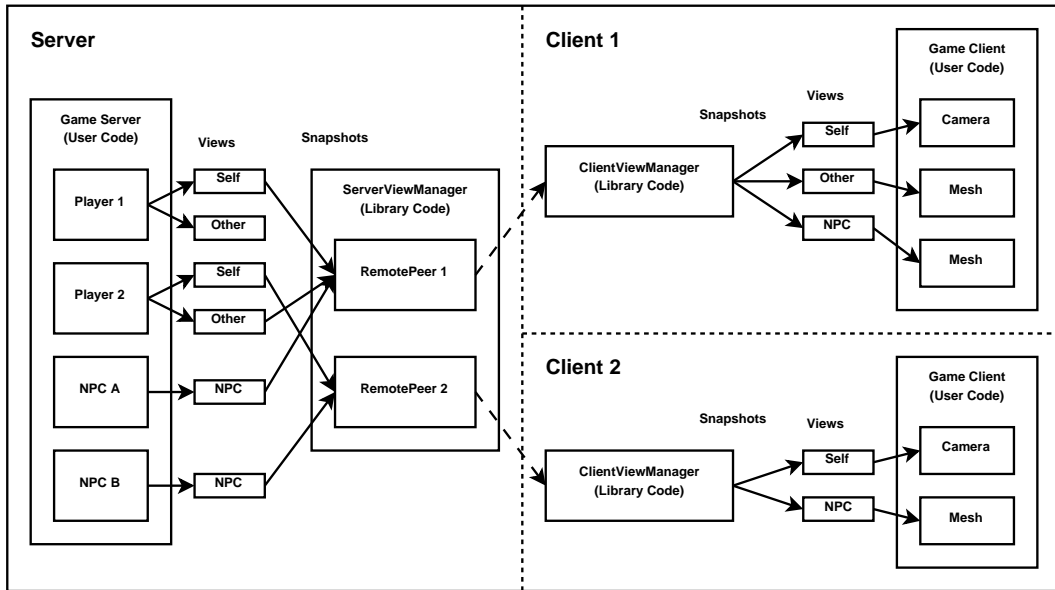 Server
Game Server
(User Code)
Views
Snapshots
Player 1
Self
Other
Player 2
Self
Other
NPC A
NPC
NPC B
NPC
ServerViewManager
(Library Code)
RemotePeer 1
RemotePeer 2
Client 1
Snapshots
Views
Game Client
(User Code)
ClientViewManager
(Library Code)
Self
Other
NPC
Camera
Mesh
Mesh
Client 2
Snapshots
Views
Game Client
(User Code)
ClientViewManager
(Library Code)
Self
NPC
Camera
Mesh